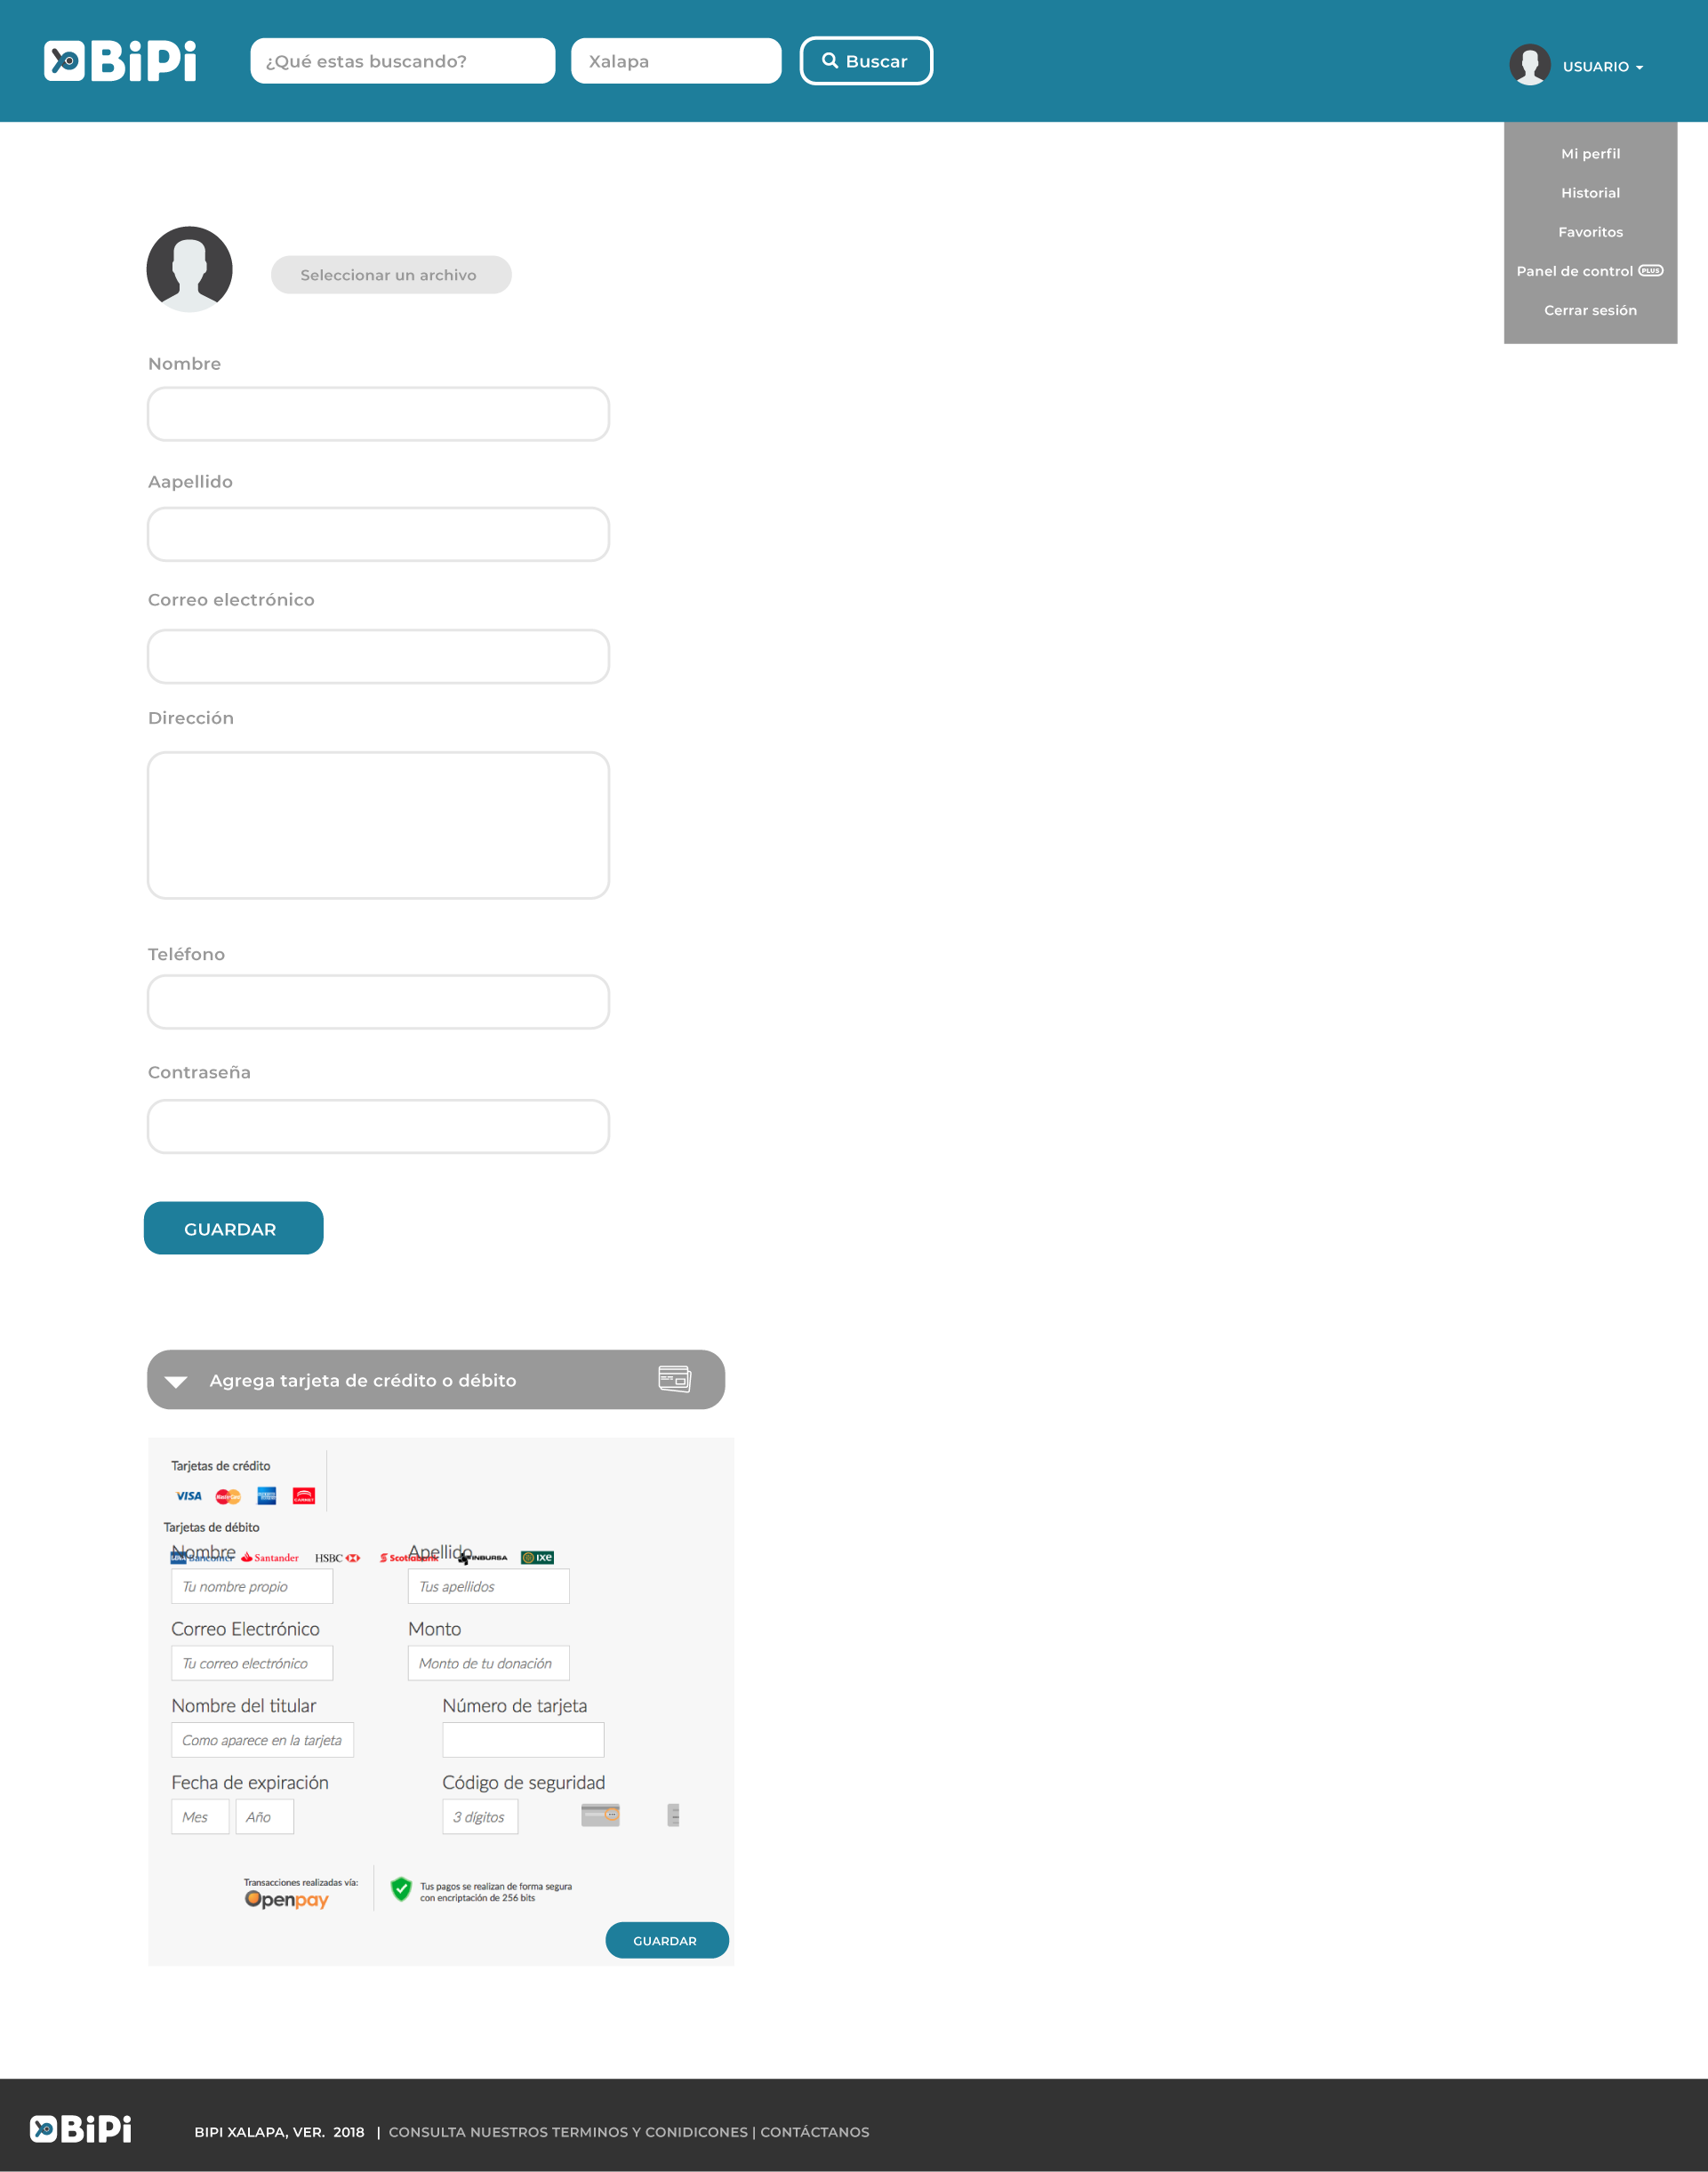 BiPi
¿Qué estas buscando?
Xalapa
Buscar
USUARIO
Mi perfil
Historial
Favoritos
Panel de control PLUS
Cerrar sesión
Seleccionar un archivo
Nombre
Aapellido
Correo electrónico
Dirección
Teléfono
Contraseña
GUARDAR
Agrega tarjeta de crédito o débito
Tarjetas de crédito
VISA MasterCard CARNET
Tarjetas de débito
Nombre Apellido
Bancomer Santander HSBC Scotiabank INBURSA IXE
Tu nombre propio Tus apellidos
Correo Electrónico Monto
Tu correo electrónico Monto de tu donación
Nombre del titular Número de tarjeta
Como aparece en la tarjeta
Fecha de expiración Código de seguridad
Mes Año 3 dígitos
Transacciones realizadas vía:
Openpay
Tus pagos se realizan de forma segura
con encriptación de 256 bits
GUARDAR
BiPi
BIPI XALAPA, VER. 2018 | CONSULTA NUESTROS TERMINOS Y CONIDICONES | CONTÁCTANOS